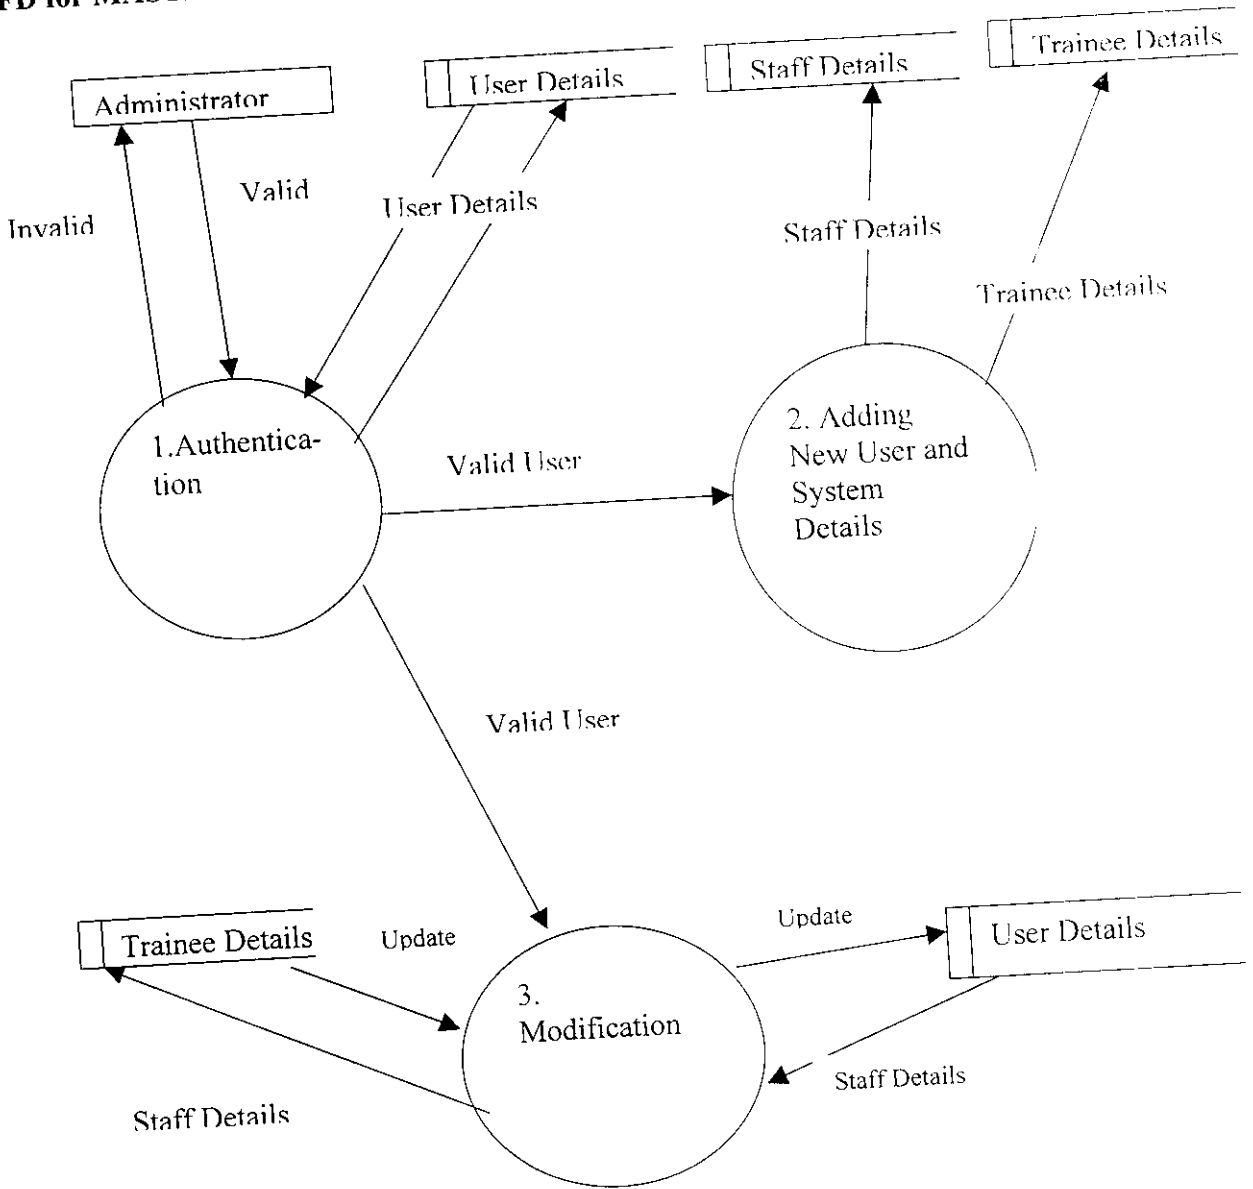 FD for
Administrator
User Details
Staff Details
Trainee Details
Invalid
Valid
User Details
Staff Details
Trainee Details
1.Authentica-
tion
Valid User
2. Adding
New User and
System
Details
Valid User
Trainee Details
Update
Update
User Details
3.
Modification
Staff Details
Staff Details